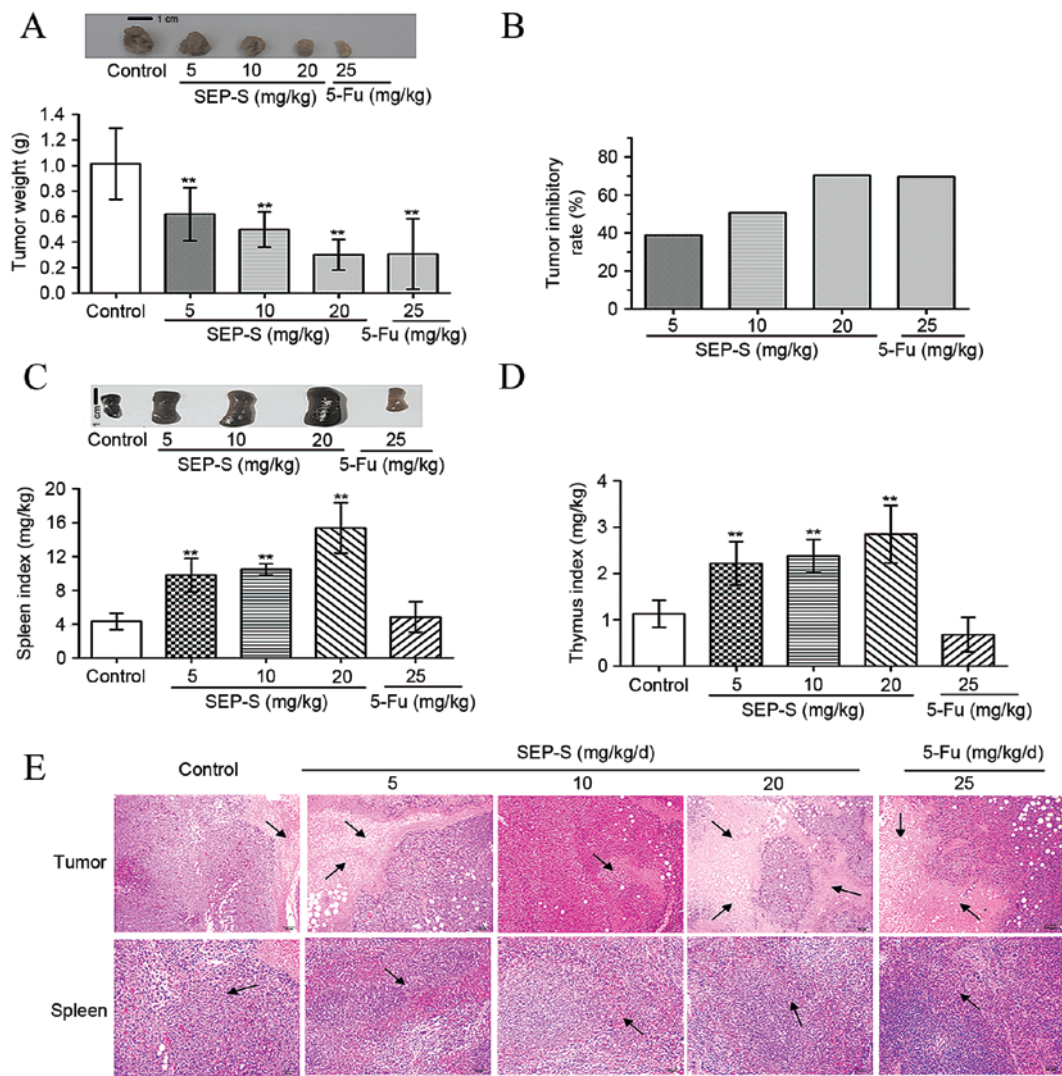 A
1 cm
Control 5 10 20 25
SEP-S (mg/kg) 5-Fu (mg/kg)
Tumor weight (g)
1.4
1.2
1.0
0.8
0.6
0.4
0.2
0.0
** ** ** **
Control 5 10 20 25
SEP-S (mg/kg) 5-Fu (mg/kg)
B
Tumor inhibitory
rate (%)
80
60
40
20
0
5 10 20 25
SEP-S (mg/kg) 5-Fu (mg/kg)
C
1 cm
Control 5 10 20 25
SEP-S (mg/kg) 5-Fu (mg/kg)
Spleen index (mg/kg)
20
16
12
8
4
0
** ** **
Control 5 10 20 25
SEP-S (mg/kg) 5-Fu (mg/kg)
D
Thymus index (mg/kg)
4
3
2
1
0
** ** **
Control 5 10 20 25
SEP-S (mg/kg) 5-Fu (mg/kg)
E
Control SEP-S (mg/kg/d) 5-Fu (mg/kg/d)
5 10 20 25
Tumor
Spleen